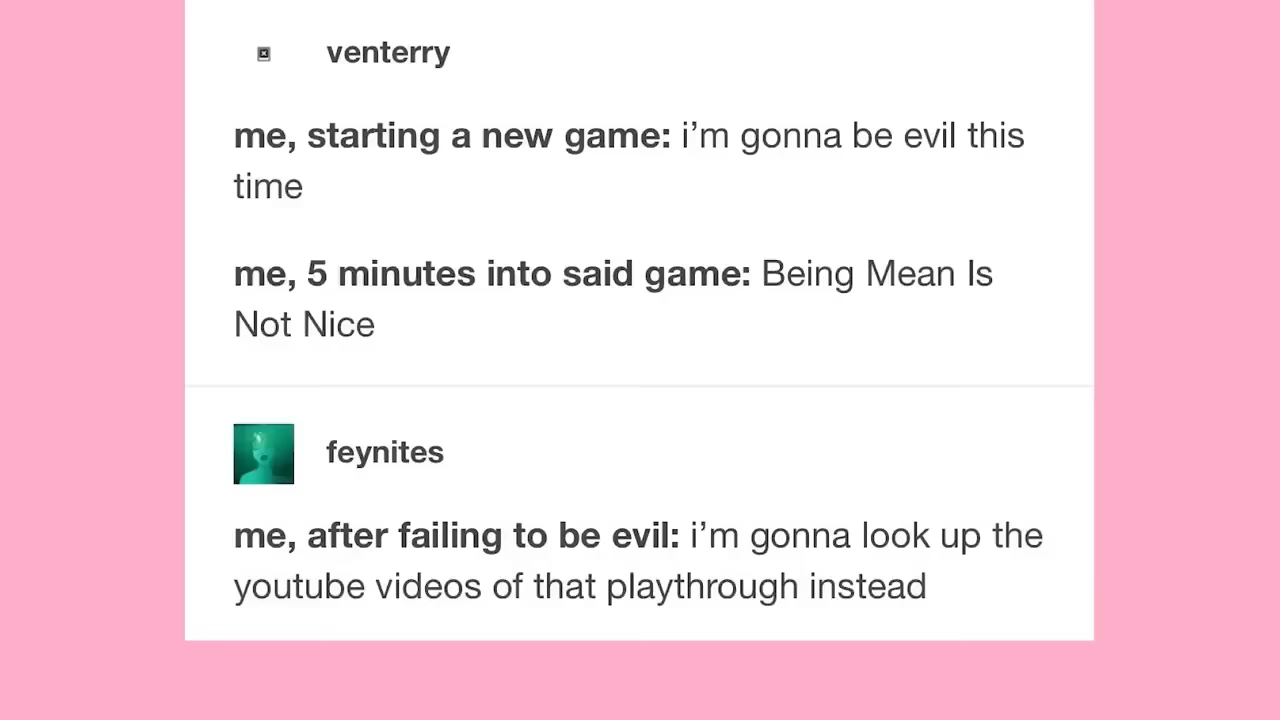 venterry
me, starting a new game: i’m gonna be evil this
time
me, 5 minutes into said game: Being Mean Is
Not Nice
feynites
me, after failing to be evil: i’m gonna look up the
youtube videos of that playthrough instead